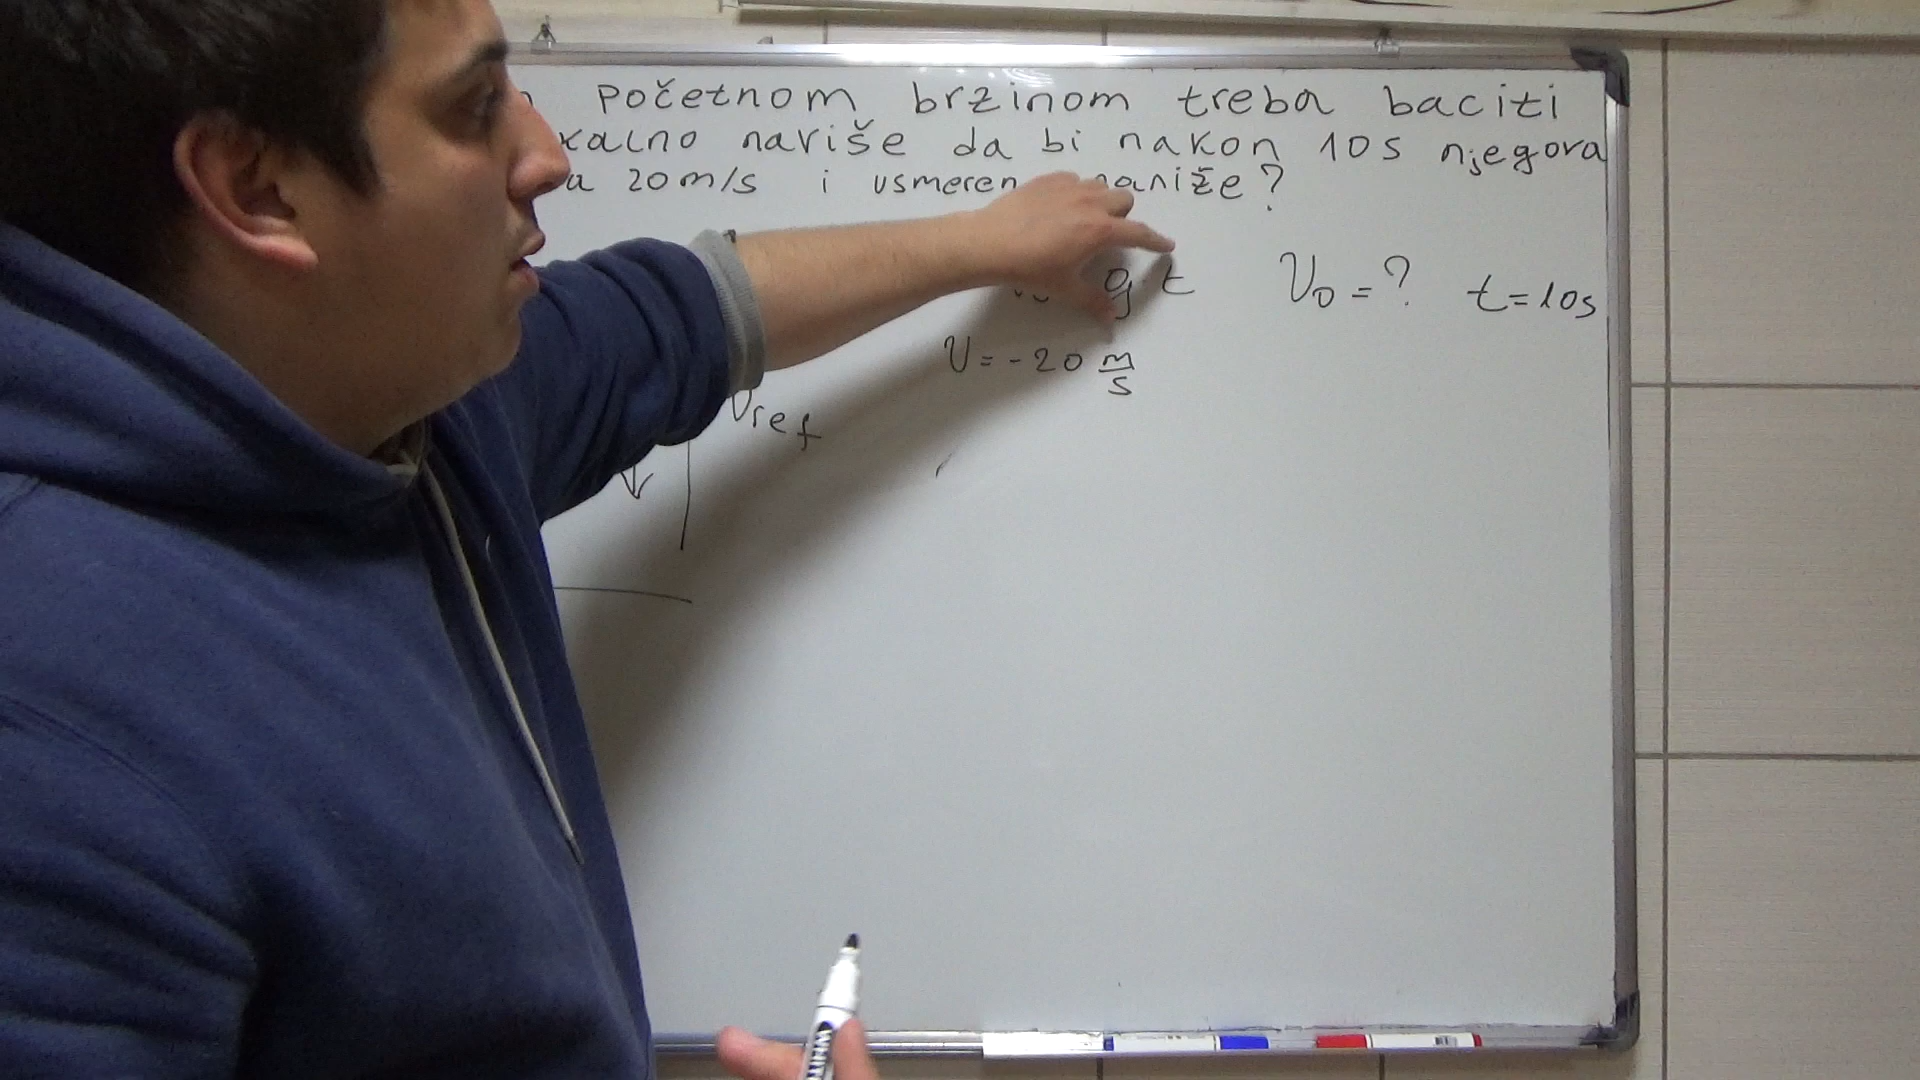 početnom brzinom treba baciti
kalno naviše da bi nakon 10s njegova
20m/s i usmeren naniže?
g t V₀ = ? t=10s
V = -20 m/s
Vref